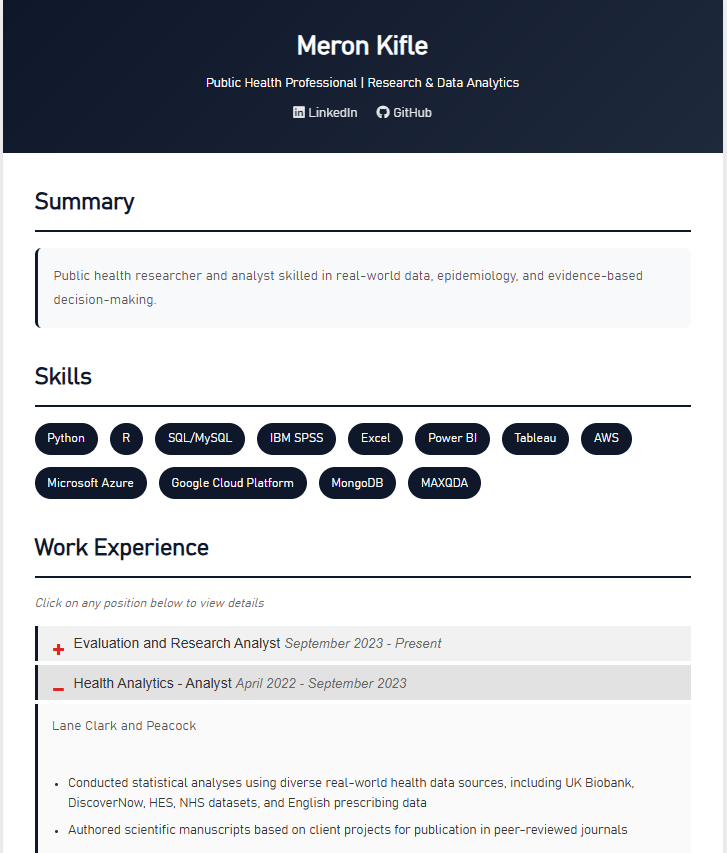 Meron Kifle
Public Health Professional | Research & Data Analytics
LinkedIn GitHub
Summary
Public health researcher and analyst skilled in real-world data, epidemiology, and evidence-based
decision-making.
Skills
Python R SQL/MySQL IBM SPSS Excel Power BI Tableau AWS
Microsoft Azure Google Cloud Platform MongoDB MAXQDA
Work Experience
Click on any position below to view details
Evaluation and Research Analyst September 2023 - Present
Health Analytics - Analyst April 2022 - September 2023
Lane Clark and Peacock
• Conducted statistical analyses using diverse real-world health data sources, including UK Biobank,
DiscoverNow, HES, NHS datasets, and English prescribing data
• Authored scientific manuscripts based on client projects for publication in peer-reviewed journals